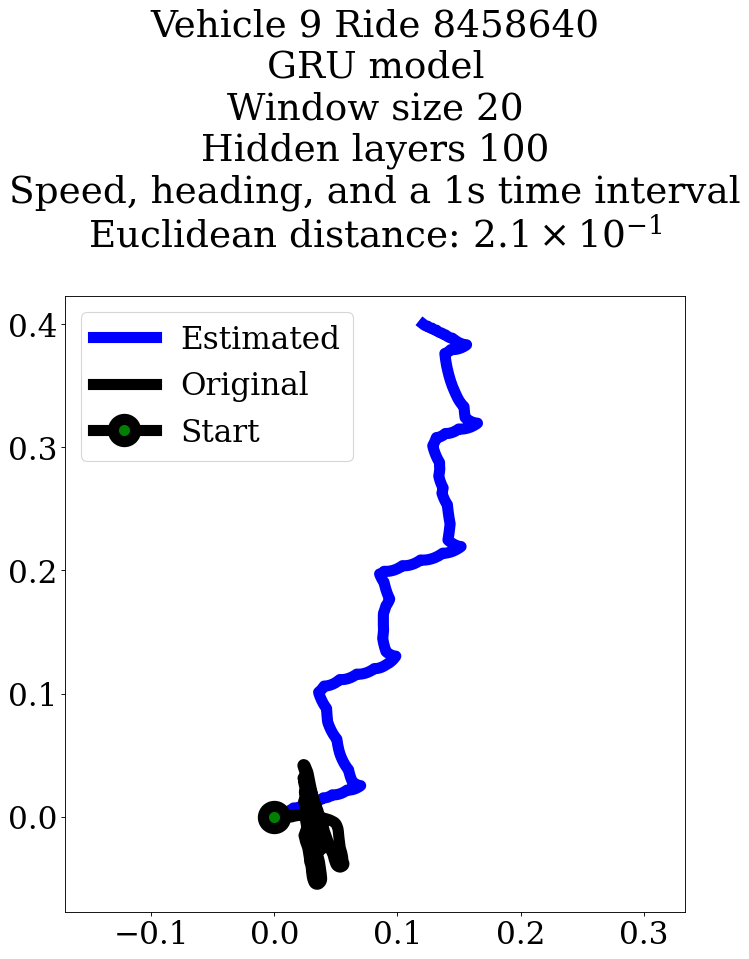 Vehicle 9 Ride 8458640
GRU model
Window size 20
Hidden layers 100
Speed, heading, and a 1s time interval
Euclidean distance: 2.1 × 10⁻¹
Estimated
Original
Start
0.4
0.3
0.2
0.1
0.0
−0.1 0.0 0.1 0.2 0.3